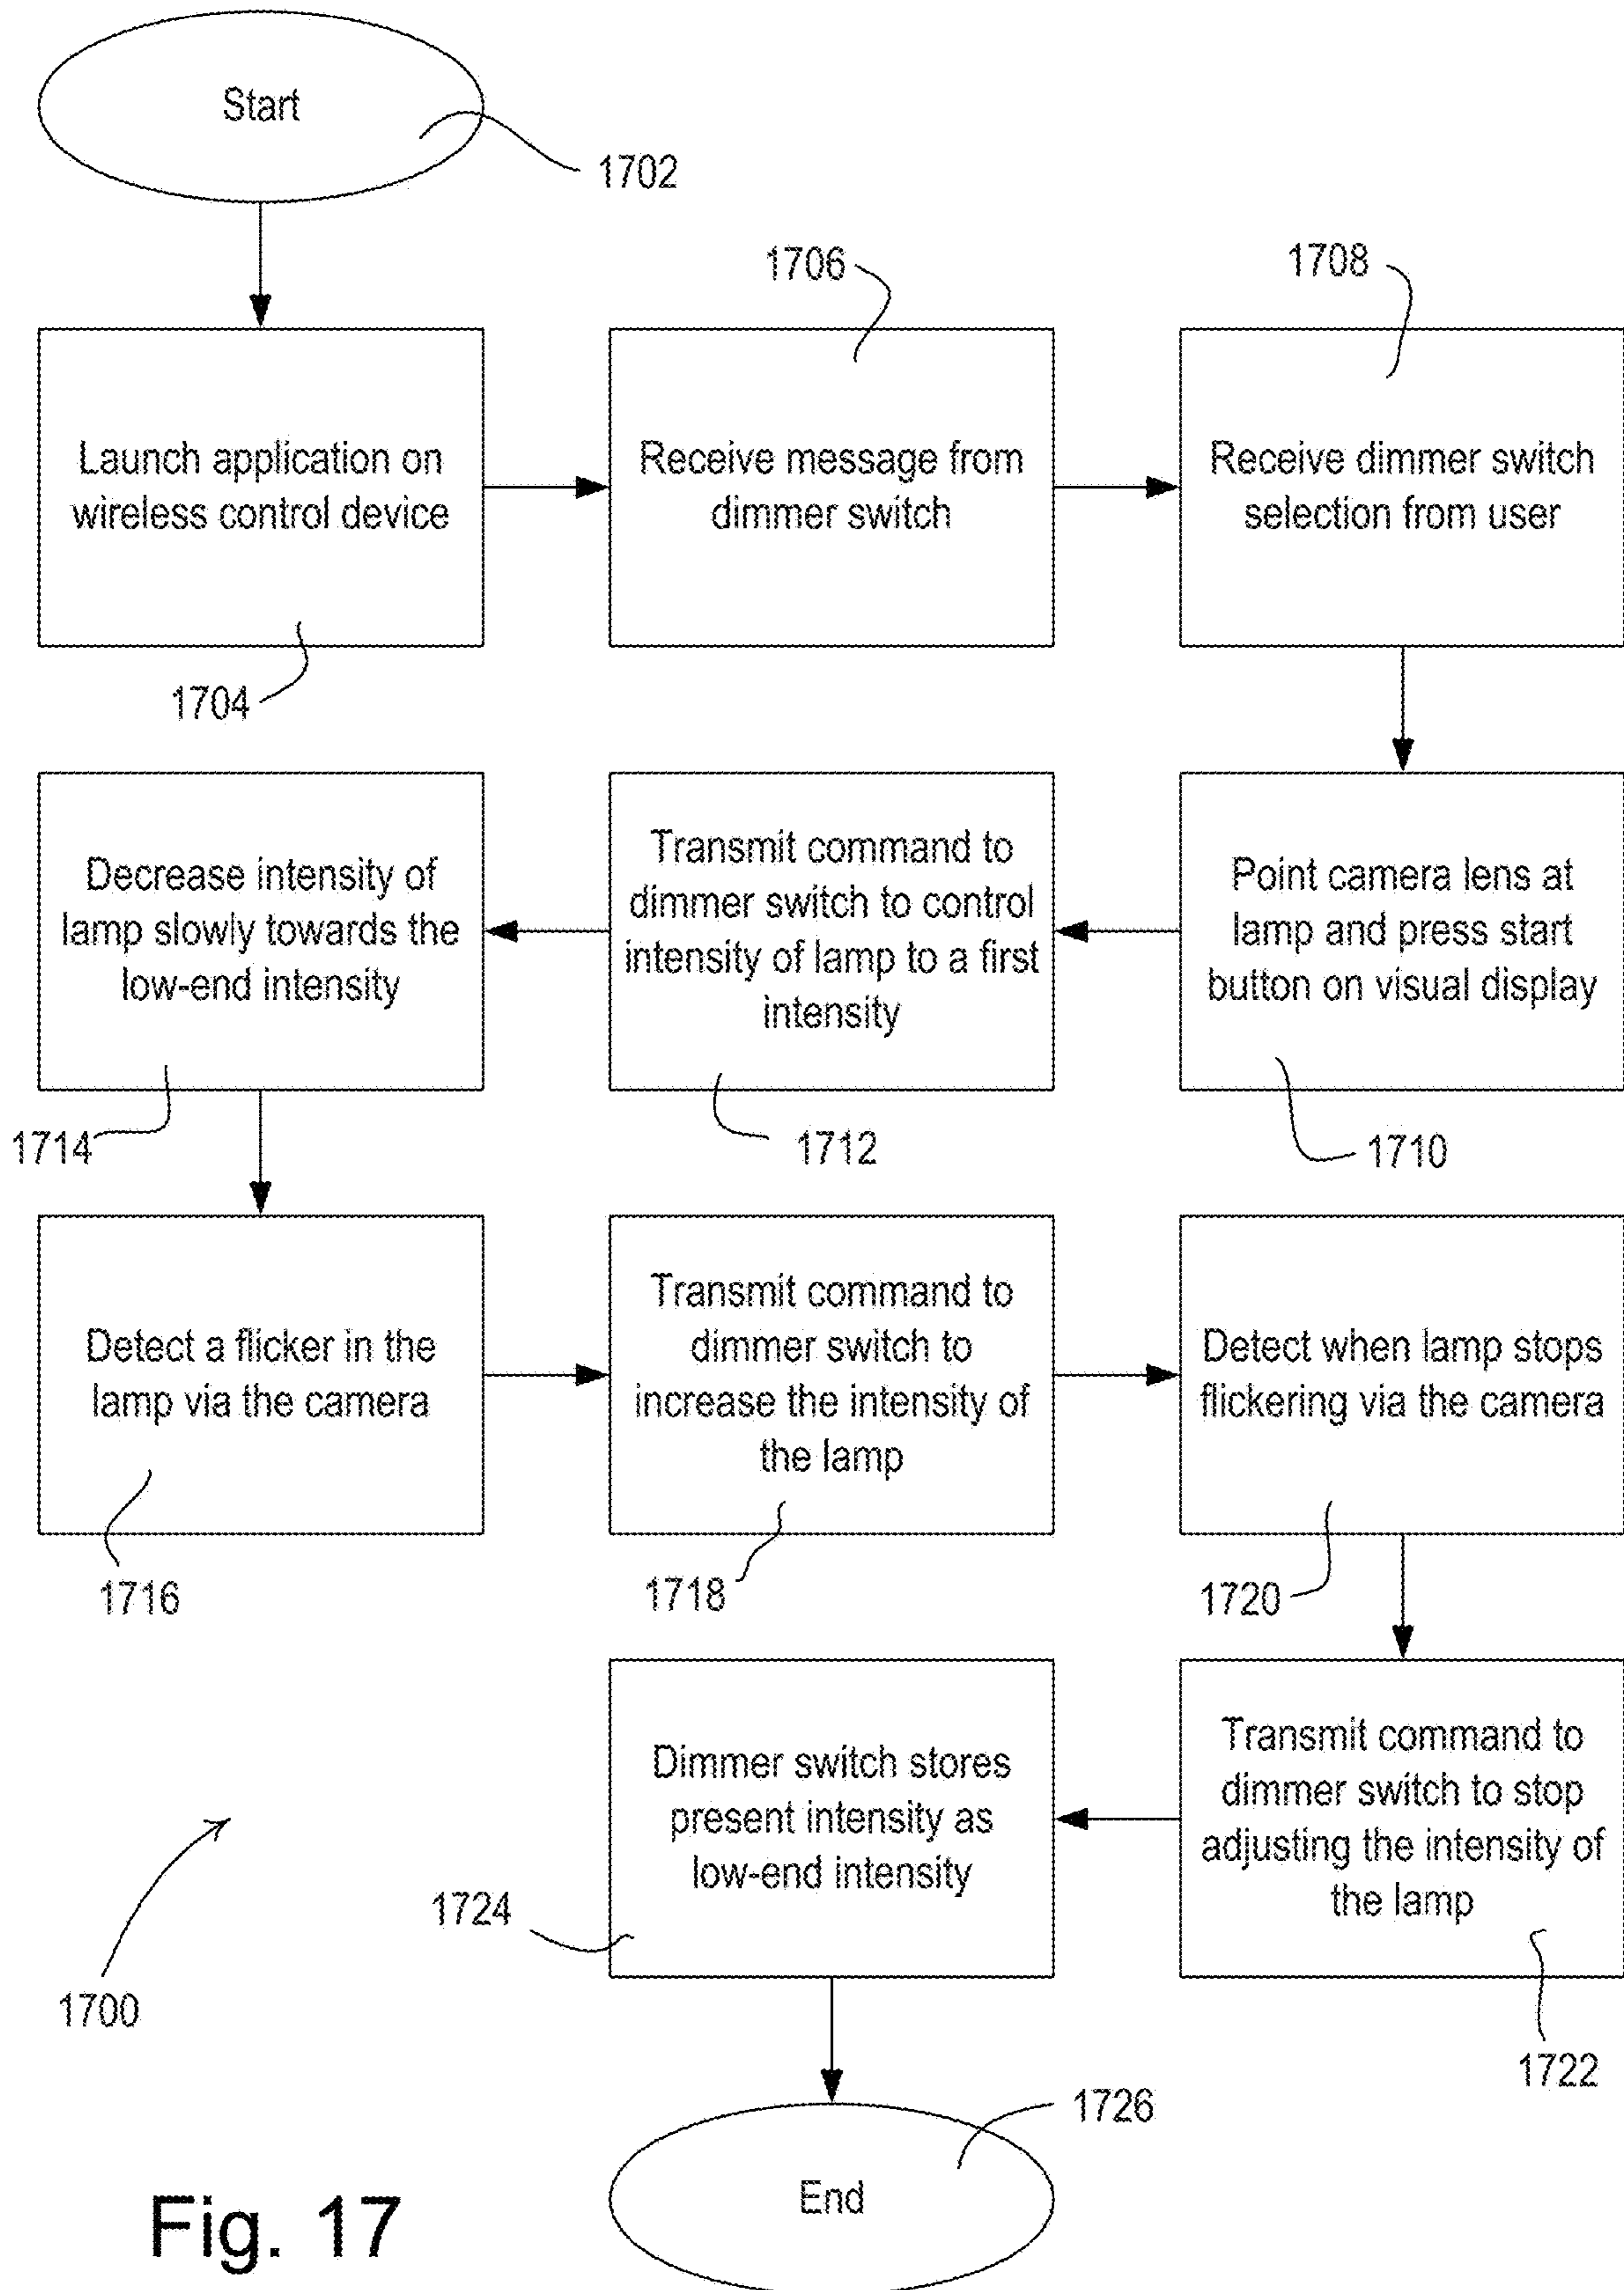 Start
1702
1706
1708
Launch application on
wireless control device
Receive message from
dimmer switch
Receive dimmer switch
selection from user
1704
Decrease intensity of
lamp slowly towards the
low-end intensity
Transmit command to
dimmer switch to control
intensity of lamp to a first
intensity
Point camera lens at
lamp and press start
button on visual display
1714
1712
1710
Detect a flicker in the
lamp via the camera
Transmit command to
dimmer switch to
increase the intensity of
the lamp
Detect when lamp stops
flickering via the camera
1716
1718
1720
Dimmer switch stores
present intensity as
low-end intensity
Transmit command to
dimmer switch to stop
adjusting the intensity of
the lamp
1724
1700
1722
1726
End
Fig. 17